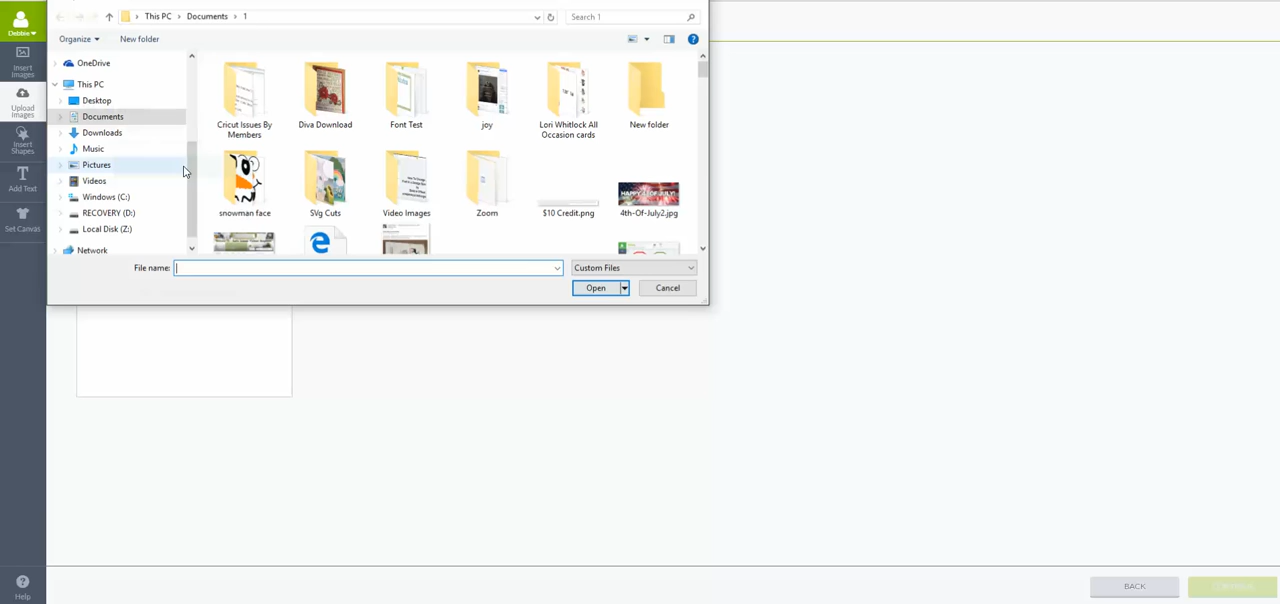 This PC > Documents > 1
Search 1
Debbie
Organize
New folder
Insert
Images
Upload
Images
Insert
Shapes
Add Text
Set Canvas
OneDrive
This PC
Desktop
Documents
Downloads
Music
Pictures
Videos
Windows (C:)
RECOVERY (D:)
Local Disk (Z:)
Network
Cricut Issues By
Members
Diva Download
Font Test
joy
Lori Whitlock All
Occasion cards
New folder
snowman face
SVg Cuts
Video Images
Zoom
$10 Credit.png
4th-Of-July2.jpg
File name:
Custom Files
Open
Cancel
BACK
Help